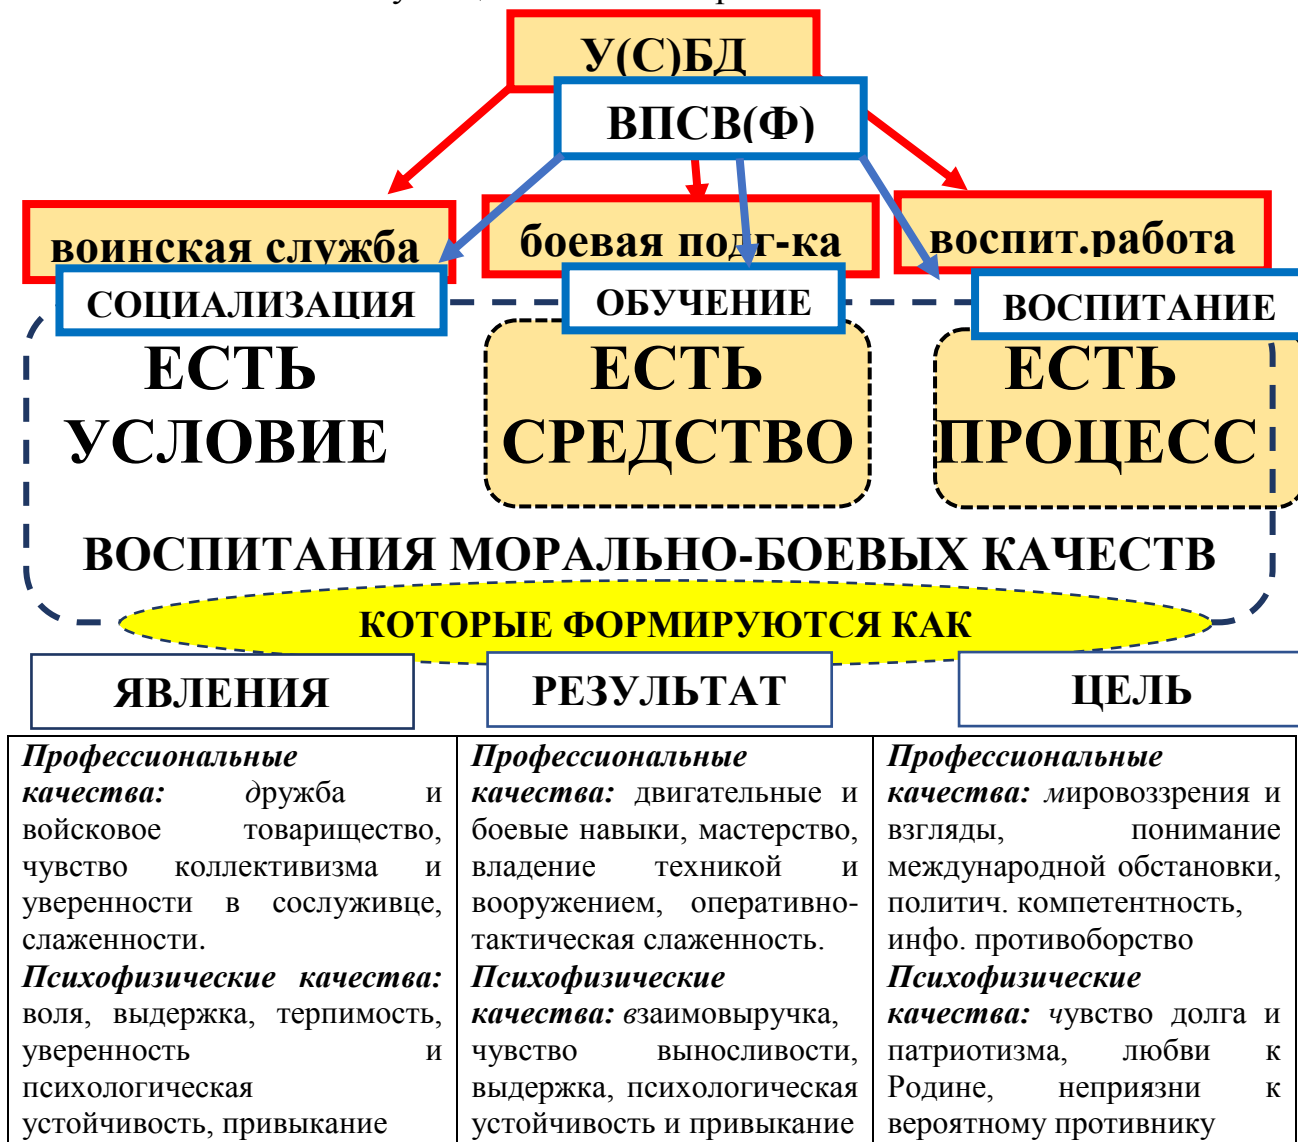 У(С)БД
ВПСВ(Ф)
воинская служба
боевая подг-ка
воспит.работа
СОЦИАЛИЗАЦИЯ
ОБУЧЕНИЕ
ВОСПИТАНИЕ
ЕСТЬ
УСЛОВИЕ
ЕСТЬ
СРЕДСТВО
ЕСТЬ
ПРОЦЕСС
ВОСПИТАНИЯ МОРАЛЬНО-БОЕВЫХ КАЧЕСТВ
КОТОРЫЕ ФОРМИРУЮТСЯ КАК
ЯВЛЕНИЯ
РЕЗУЛЬТАТ
ЦЕЛЬ
Профессиональные
качества: дружба и
войсковое товарищество,
чувство коллективизма и
уверенности в сослуживце,
слаженности.
Психофизические качества:
воля, выдержка, терпимость,
уверенность и
психологическая
устойчивость, привыкание
Профессиональные
качества: двигательные и
боевые навыки, мастерство,
владение техникой и
вооружением, оперативно-
тактическая слаженность.
Психофизические
качества: взаимовыручка,
чувство выносливости,
выдержка, психологическая
устойчивость и привыкание
Профессиональные
качества: мировоззрения и
взгляды, понимание
международной обстановки,
политич. компетентность,
инфо. противоборство
Психофизические
качества: чувство долга и
патриотизма, любви к
Родине, неприязни к
вероятному противнику